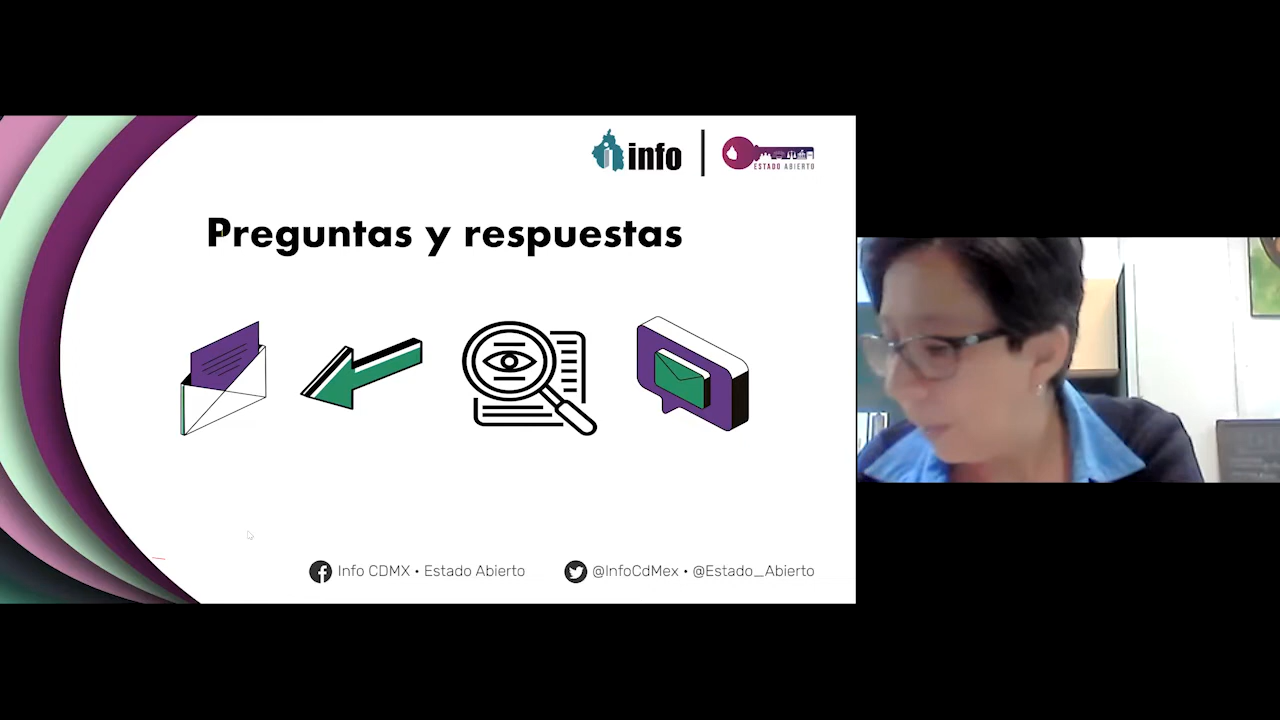 info
ESTADO ABIERTO
Preguntas y respuestas
Info CDMX • Estado Abierto
@InfoCdMex • @Estado_Abierto